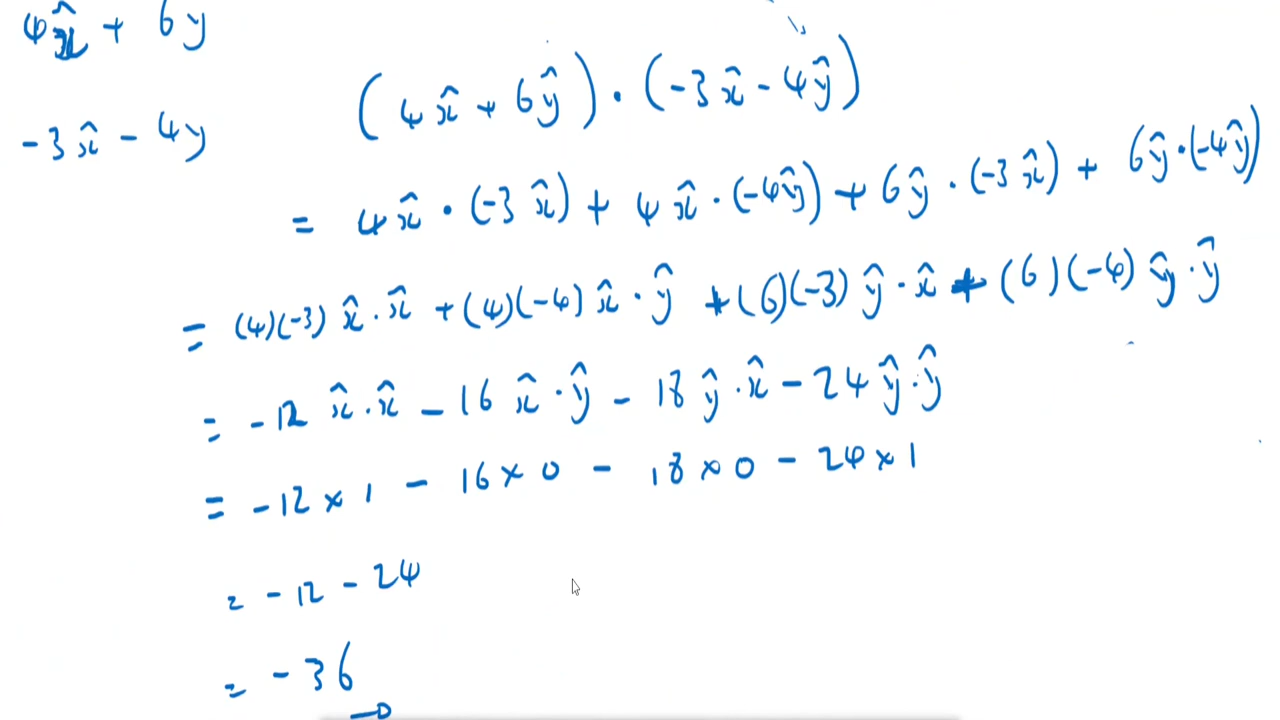 4x̂ + 6y
-3x̂ - 4y
(4x̂ + 6ŷ) · (-3x̂ - 4ŷ)
= 4x̂ · (-3x̂) + 4x̂ · (-4ŷ) + 6ŷ · (-3x̂) + 6ŷ · (-4ŷ)
= (4)(-3) x̂ · x̂ + (4)(-4) x̂ · ŷ + (6)(-3) ŷ · x̂ + (6)(-4) ŷ · ŷ
= -12 x̂ · x̂ - 16 x̂ · ŷ - 18 ŷ · x̂ - 24 ŷ · ŷ
= -12 × 1 - 16 × 0 - 18 × 0 - 24 × 1
= -12 - 24
= -36